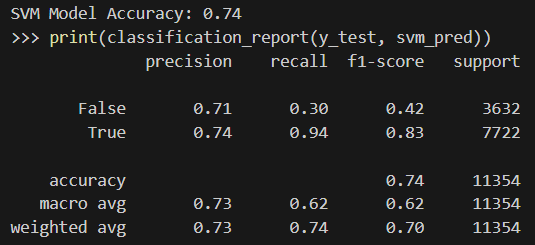 SVM Model Accuracy: 0.74
>>> print(classification_report(y_test, svm_pred))
precision recall f1-score support
False 0.71 0.30 0.42 3632
True 0.74 0.94 0.83 7722
accuracy 0.74 11354
macro avg 0.73 0.62 0.62 11354
weighted avg 0.73 0.74 0.70 11354